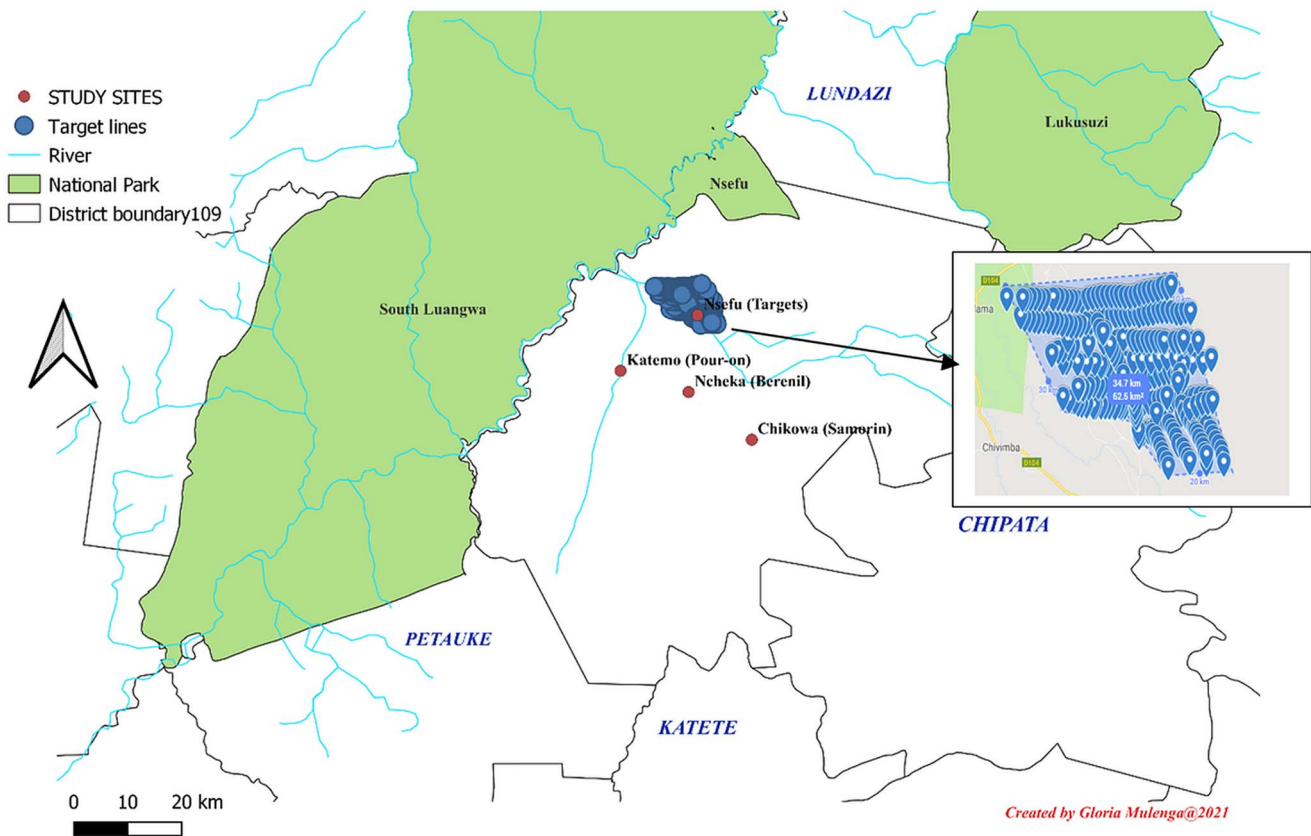 STUDY SITES
Target lines
River
National Park
District boundary109
LUNDAZI
Lukusuzi
Nsefu
South Luangwa
Nsefu (Targets)
Katemo (Pour-on)
Ncheka (Berenil)
Chikowa (Samorin)
D104
lama
30 km
34.7 km
62.5 km²
Chivimba
D104
20 km
CHIPATA
PETAUKE
KATETE
0 10 20 km
Created by Gloria Mulenga@2021